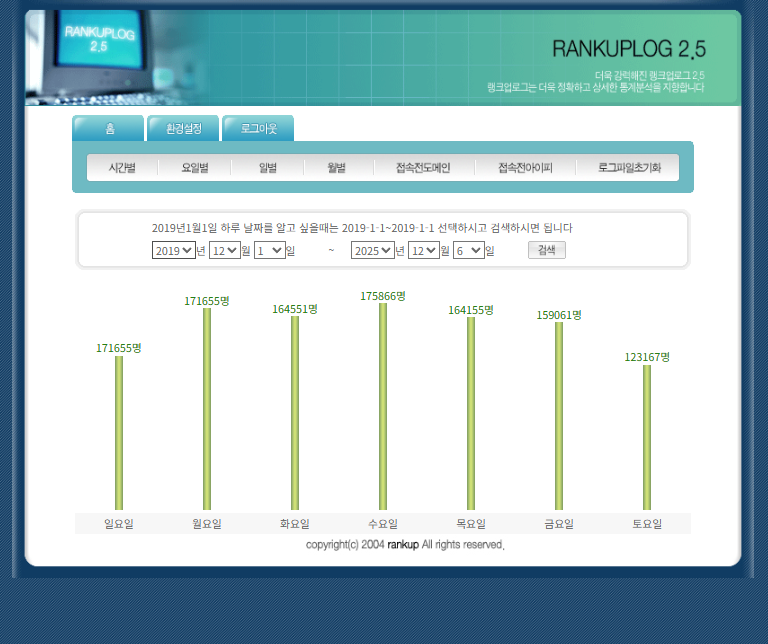 RANKUPLOG
2.5
RANKUPLOG 2.5
더욱 강력해진 랭크업로그 2.5
랭크업로그는 더욱 정확하고 상세한 통계분석을 지향합니다
홈 환경설정 로그아웃
시간별 요일별 일별 월별 접속전도메인 접속전아이피 로그파일초기화
2019년1월1일 하루 날짜를 알고 싶을때는 2019-1-1~2019-1-1 선택하시고 검색하시면 됩니다
2019 년 12 월 1 일 ~ 2025 년 12 월 6 일 검색
171655명 171655명 164551명 175866명 164155명 159061명 123167명
일요일 월요일 화요일 수요일 목요일 금요일 토요일
copyright(c) 2004 rankup All rights reserved.